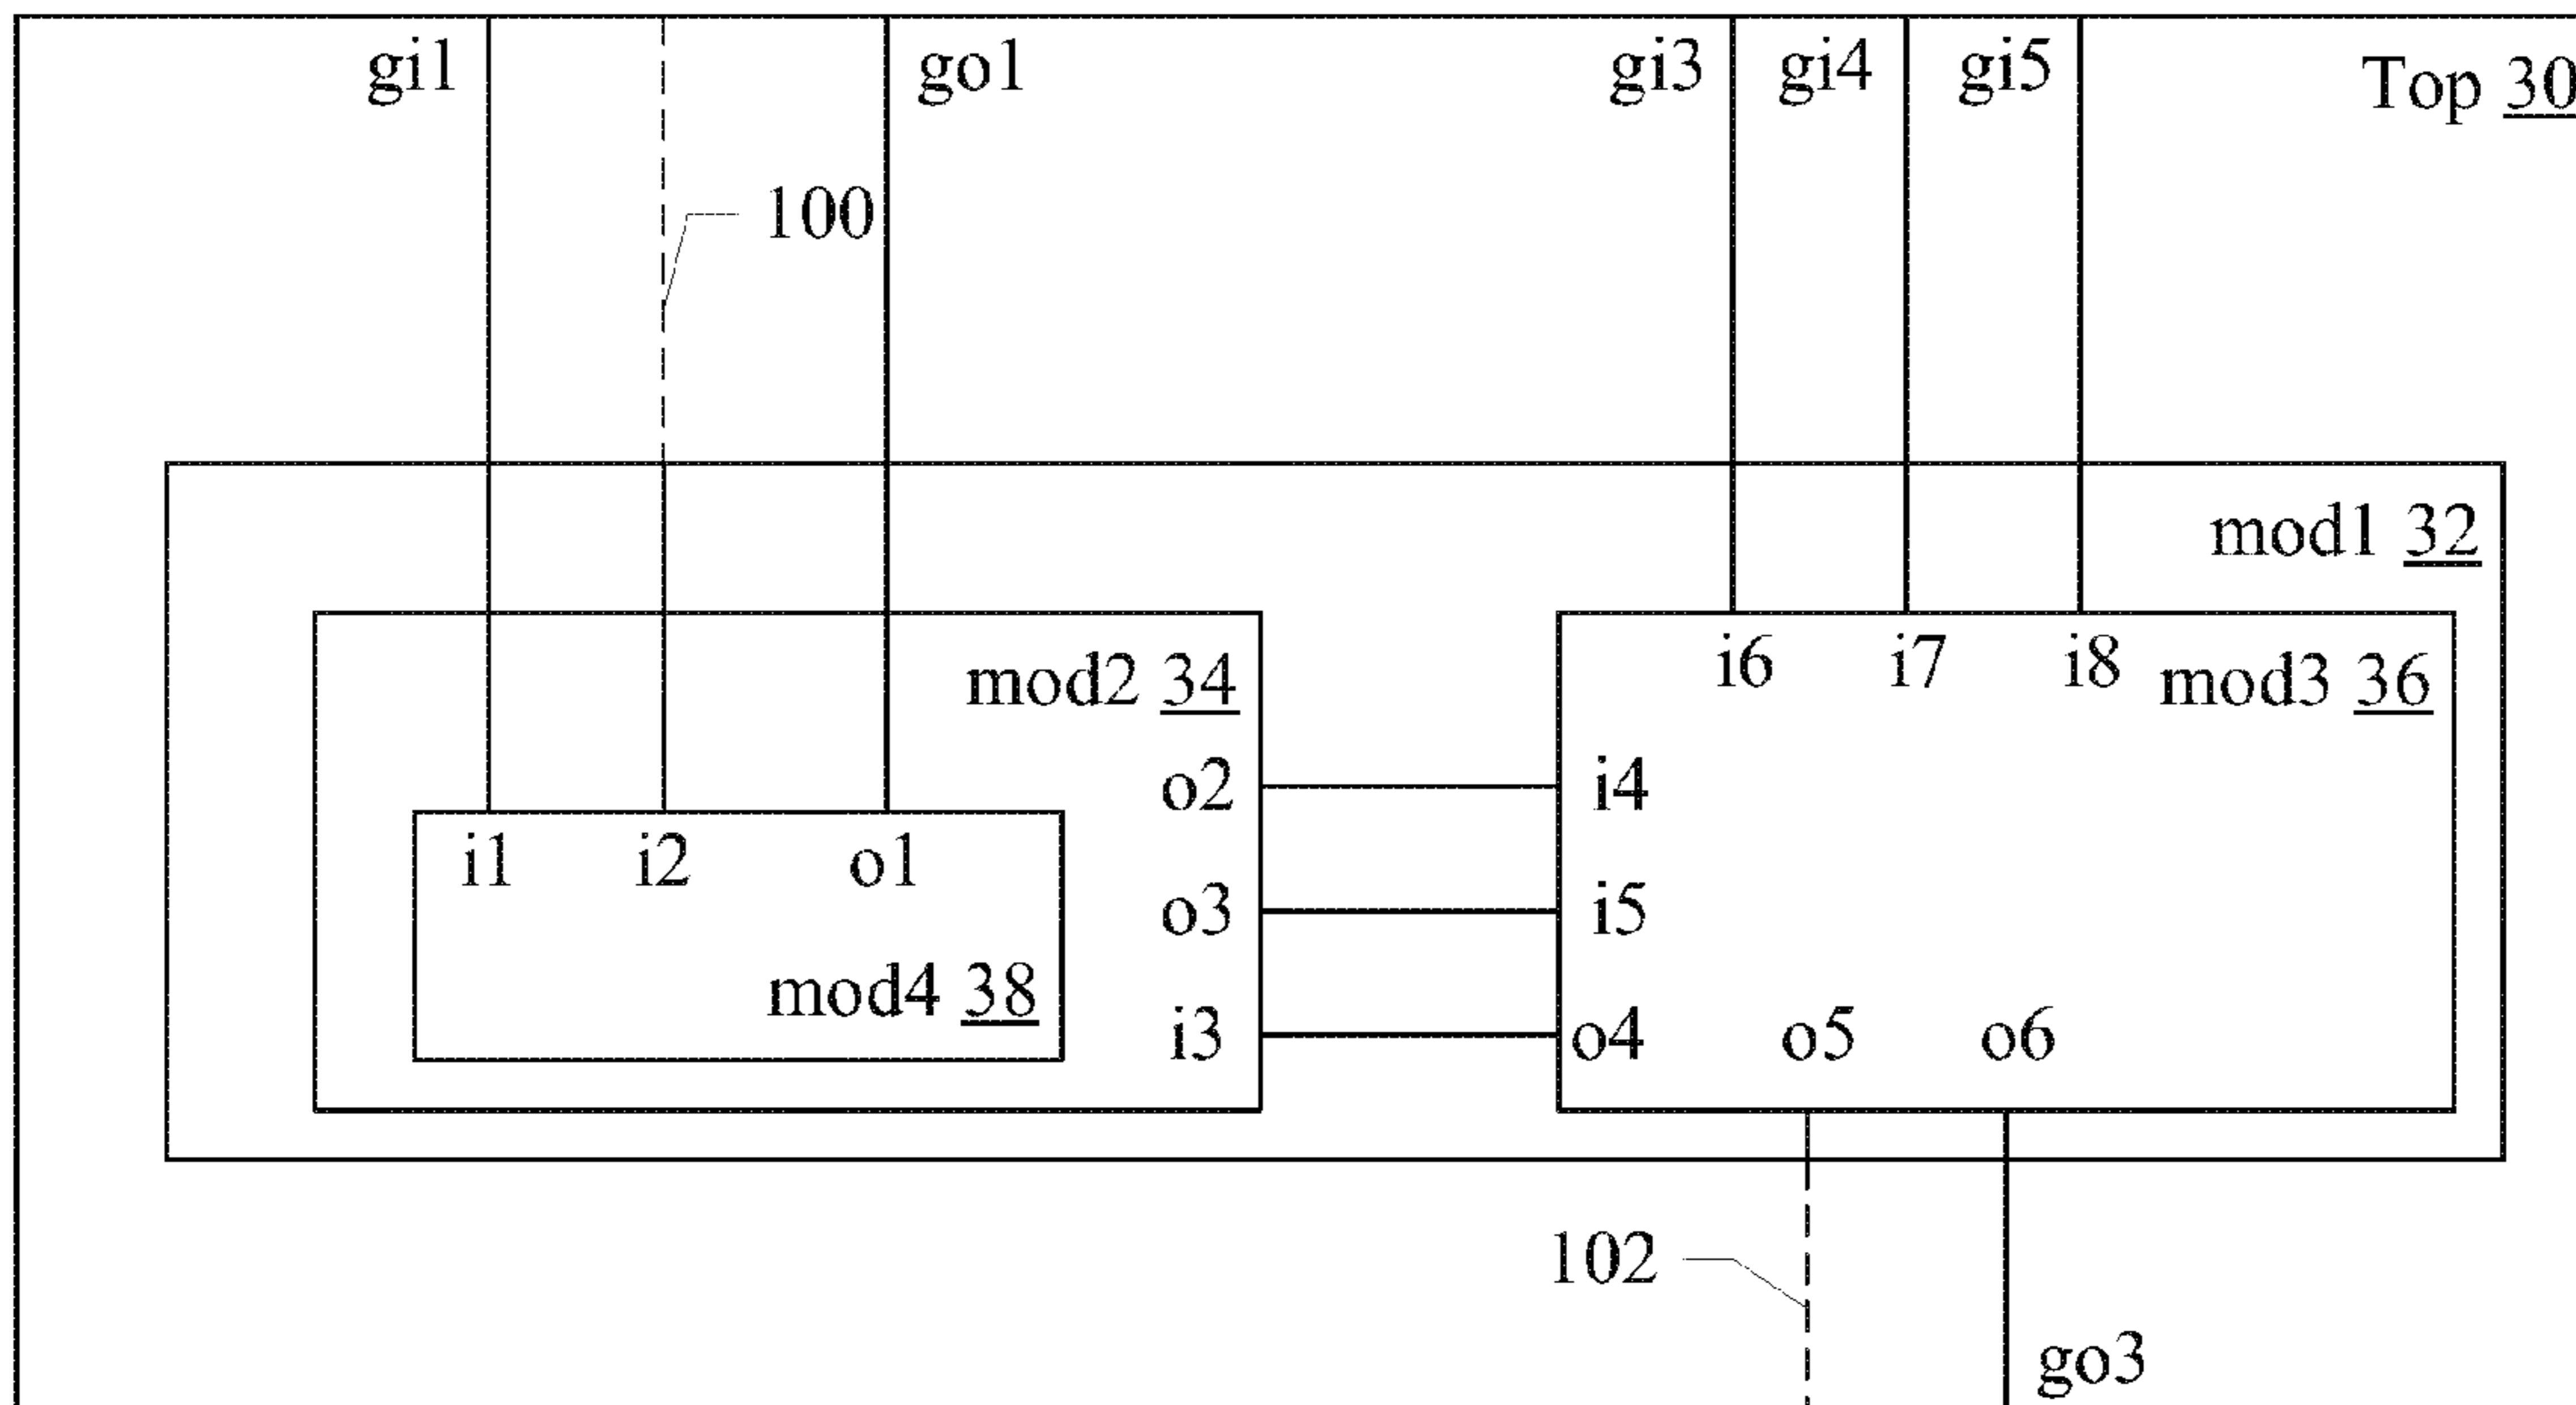 gi1
go1
gi3
gi4
gi5
Top 30
100
mod1 32
mod2 34
i6
i7
i8
mod3 36
o2
i4
i1
i2
o1
o3
i5
mod4 38
i3
o4
o5
o6
102
go3